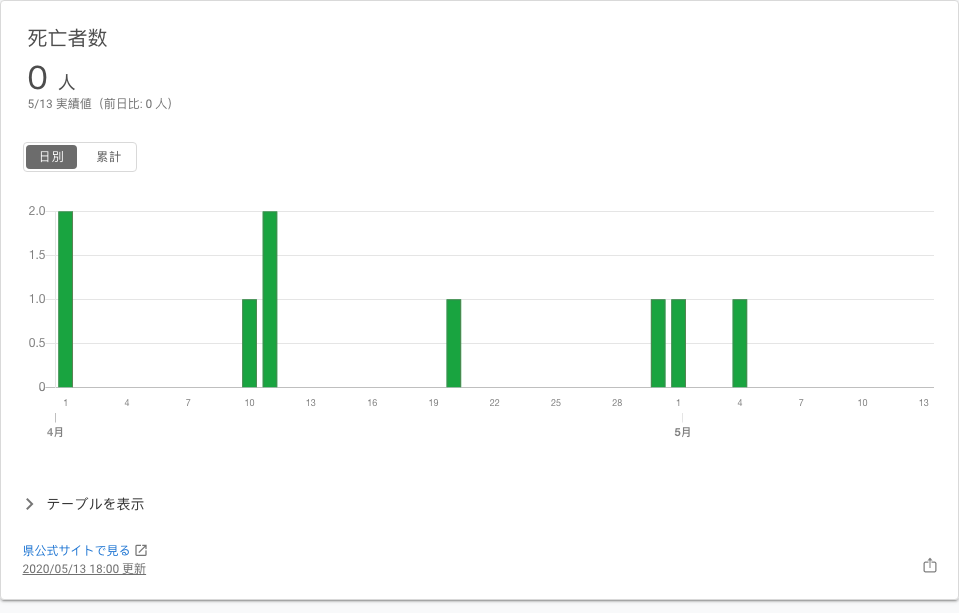 死亡者数
0 人
5/13 実績値（前日比: 0 人）
日別 累計
2.0
1.5
1.0
0.5
0
1 4 7 10 13 16 19 22 25 28 1 4 7 10 13
4月 5月
テーブルを表示
県公式サイトで見る
2020/05/13 18:00 更新